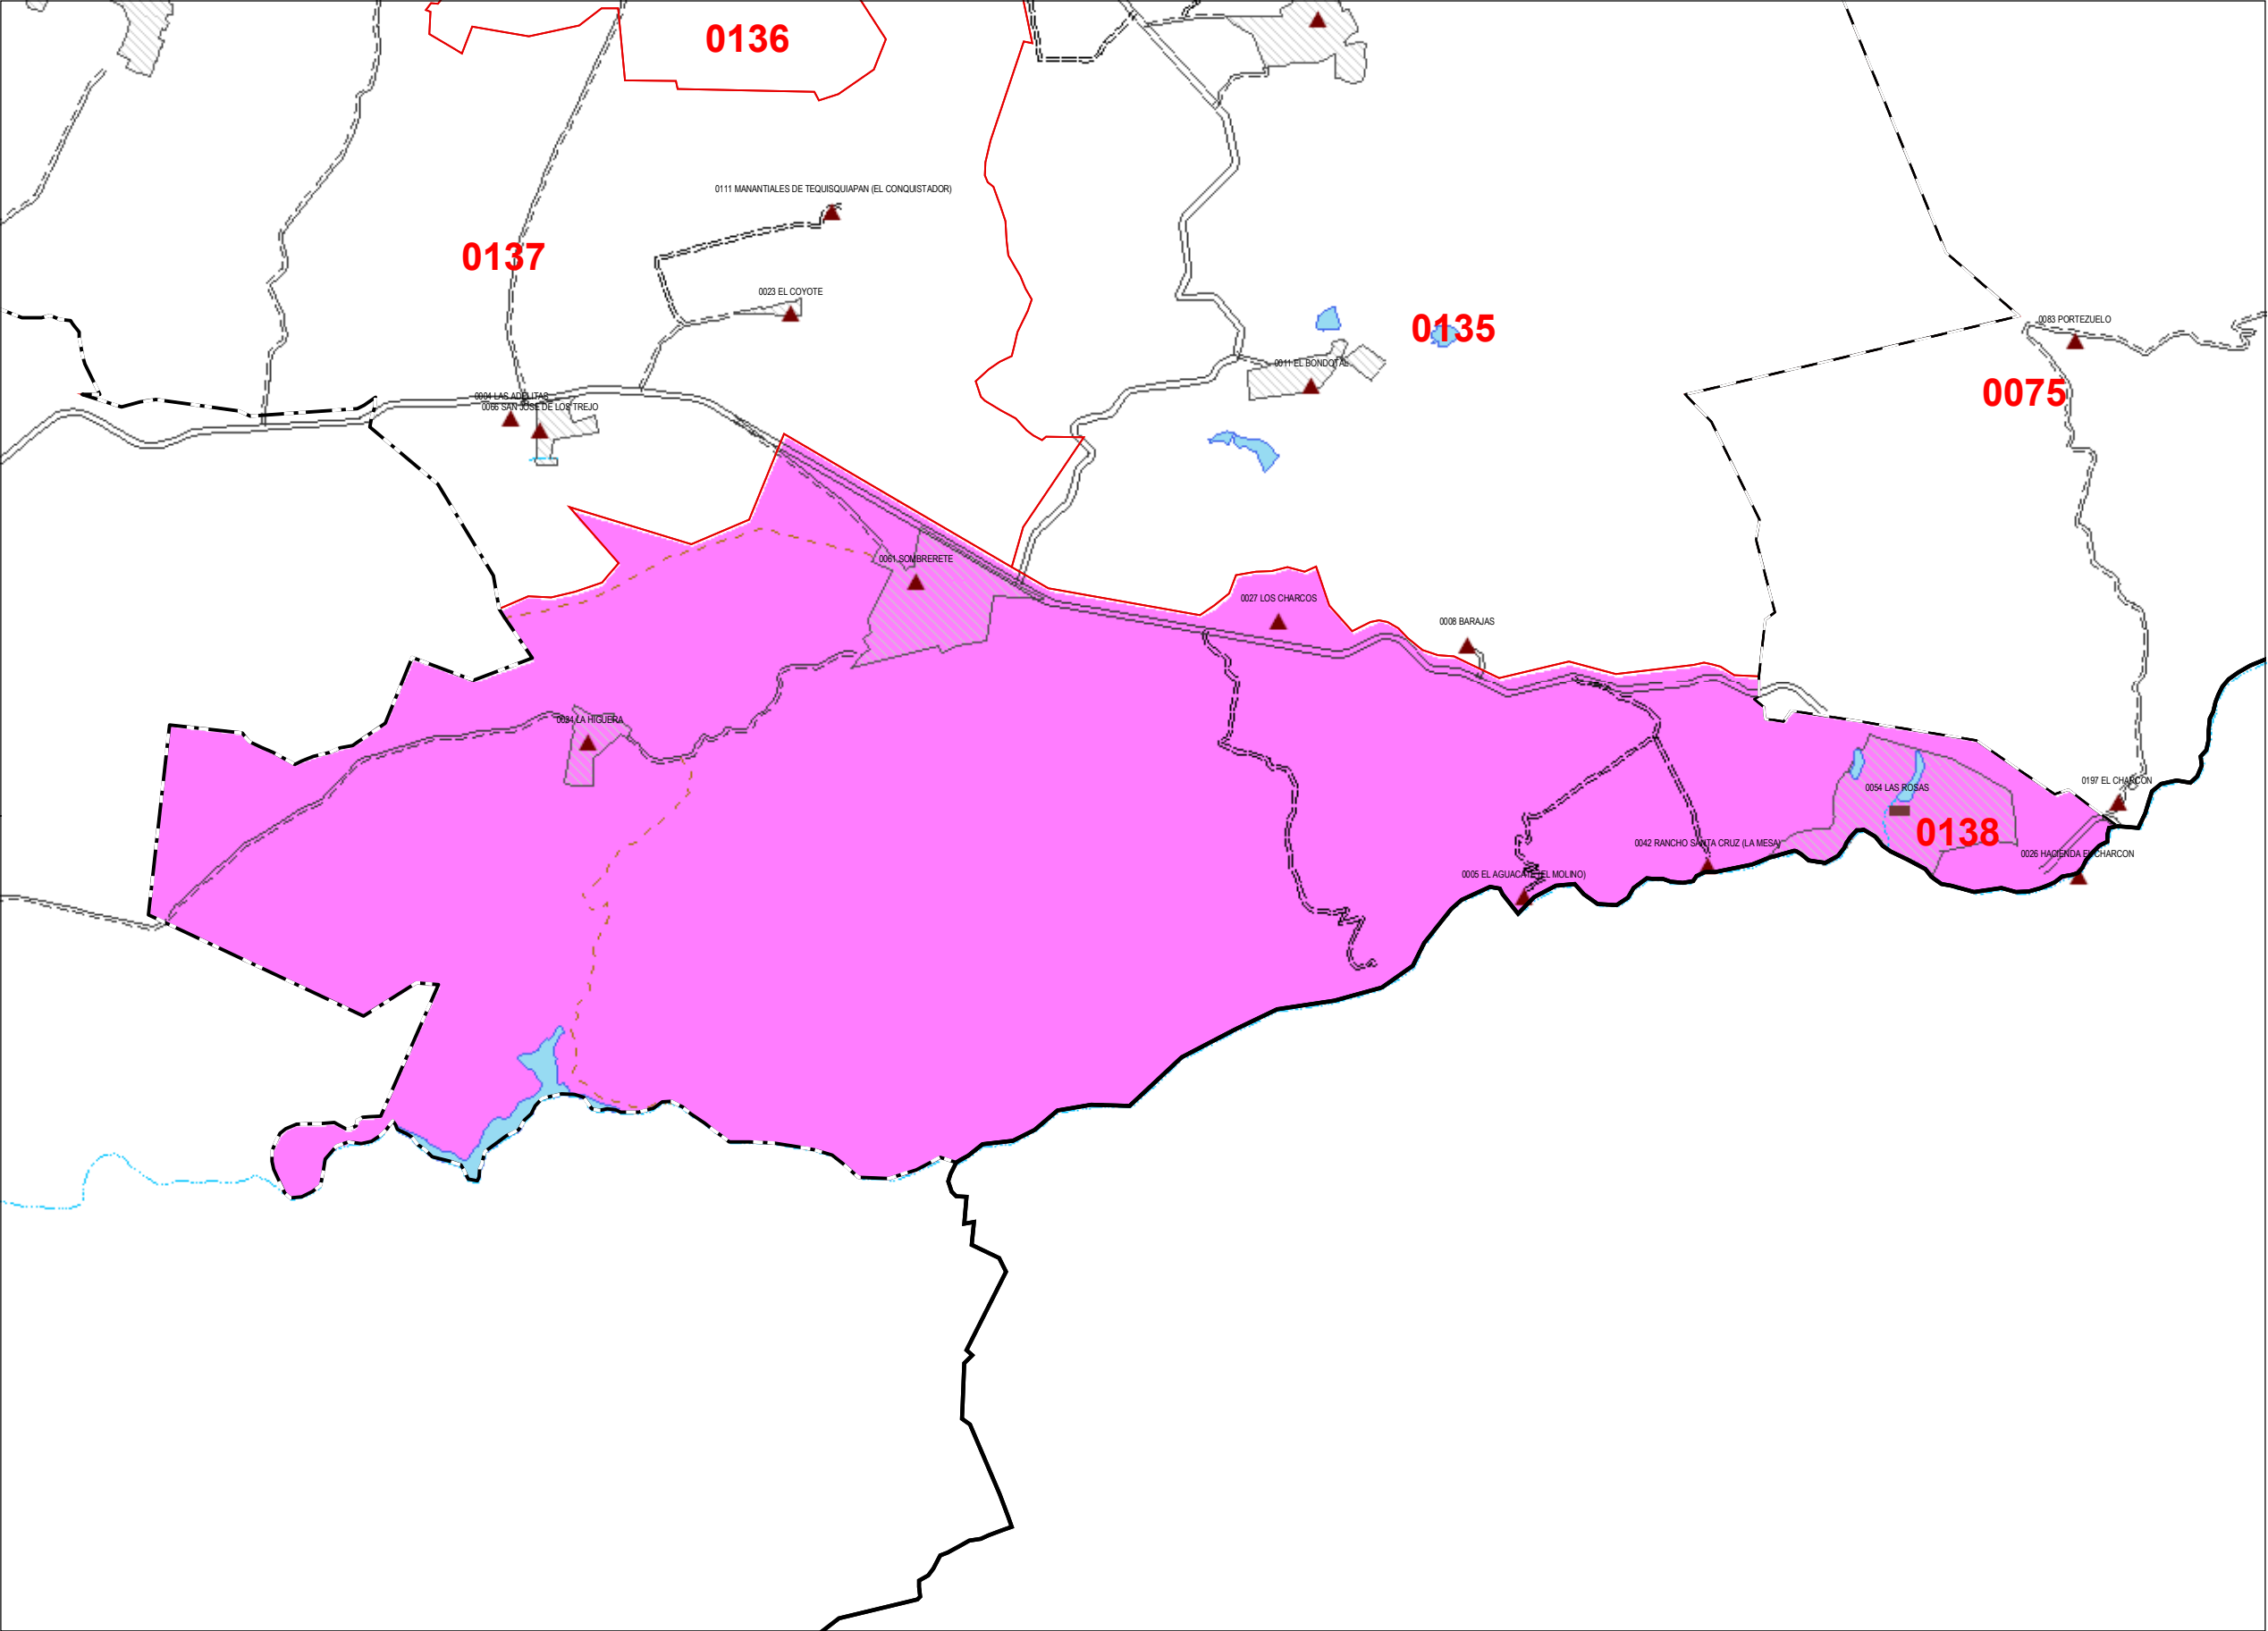 0136
0111 MANANTIALES DE TEQUISQUIAPAN (EL CONQUISTADOR)
0137
0023 EL COYOTE
0135
0083 PORTEZUELO
0011 EL BONDOTAL
0075
0004 LAS ADELITAS
0066 SAN JOSE DE LOS TREJO
0061 SOMBRERETE
0027 LOS CHARCOS
0008 BARAJAS
0034 LA HIGUERA
0197 EL CHARCON
0054 LAS ROSAS
0138
0042 RANCHO SANTA CRUZ (LA MESA)
0026 HACIENDA EL CHARCON
0005 EL AGUACATE (EL MOLINO)